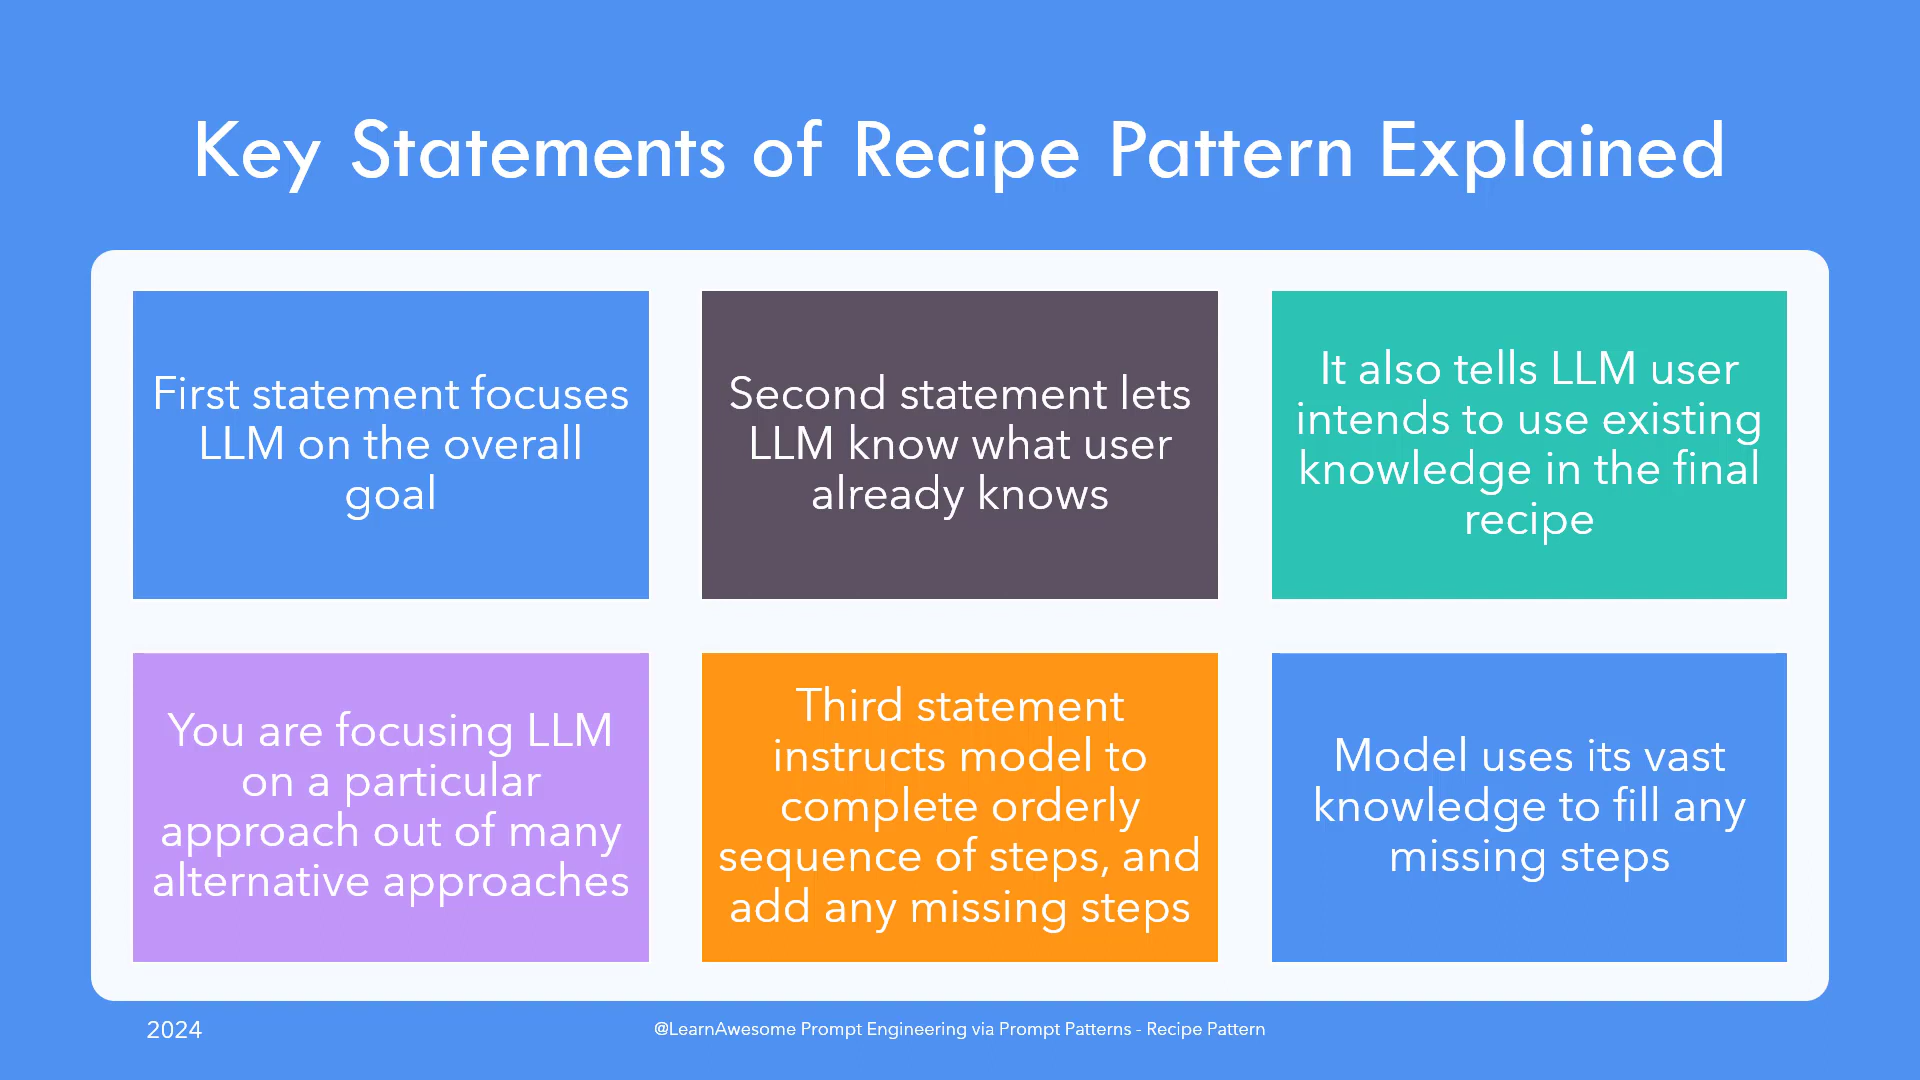 Key Statements of Recipe Pattern Explained
First statement focuses
LLM on the overall
goal
Second statement lets
LLM know what user
already knows
It also tells LLM user
intends to use existing
knowledge in the final
recipe
You are focusing LLM
on a particular
approach out of many
alternative approaches
Third statement
instructs model to
complete orderly
sequence of steps, and
add any missing steps
Model uses its vast
knowledge to fill any
missing steps
2024
@LearnAwesome Prompt Engineering via Prompt Patterns - Recipe Pattern